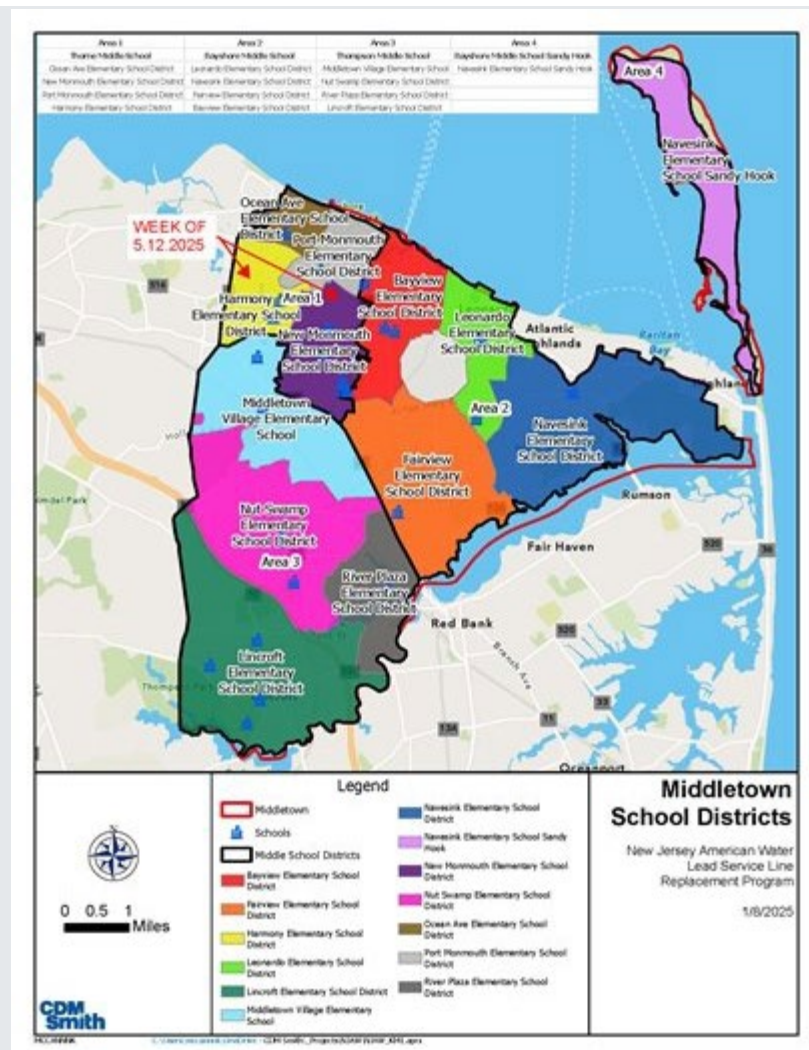 Area 1
Area 2
Area 3
Area 4
Thorne Middle School
Bayshore Middle School
Thompson Middle School
Bayshore Middle School Sandy Hook
Ocean Ave Elementary School District
Leonardo Elementary School District
Middletown Village Elementary School
Navesink Elementary School Sandy Hook
New Monmouth Elementary School District
Navesink Elementary School District
Nut Swamp Elementary School District
Port Monmouth Elementary School District
Fairview Elementary School District
River Plaza Elementary School District
Harmony Elementary School District
Bayview Elementary School District
Lincroft Elementary School District
Area 4
Navesink
Elementary
School Sandy Hook
WEEK OF
5.12.2025
Ocean Ave
Elementary School
District
Port Monmouth
Elementary
School District
Harmony
Elementary School
District
Area 1
New Monmouth
Elementary
School District
Bayview
Elementary
School District
Leonardo
Elementary
School District
Atlantic
Highlands
Raritan
Bay
Area 2
Navesink
Elementary
School District
Middletown
Village Elementary
School
Fairview
Elementary
School District
Nut Swamp
Elementary
School District
Area 3
River Plaza
Elementary
School District
Lincroft
Elementary
School District
Rumson
Fair Haven
Red Bank
Branch Ave
Oceanport
520
36
520
33
11
Legend
Middletown
Schools
Middle School Districts
Bayview Elementary School
District
Fairview Elementary School
District
Harmony Elementary School
District
Leonardo Elementary School
District
Lincroft Elementary School District
Middletown Village Elementary
School
Navesink Elementary School
District
Navesink Elementary School Sandy
Hook
New Monmouth Elementary School
District
Nut Swamp Elementary School
District
Ocean Ave Elementary School
District
Port Monmouth Elementary School
District
River Plaza Elementary School
District
0 0.5 1
Miles
CDM
Smith
Middletown
School Districts
New Jersey American Water
Lead Service Line
Replacement Program
1/8/2025